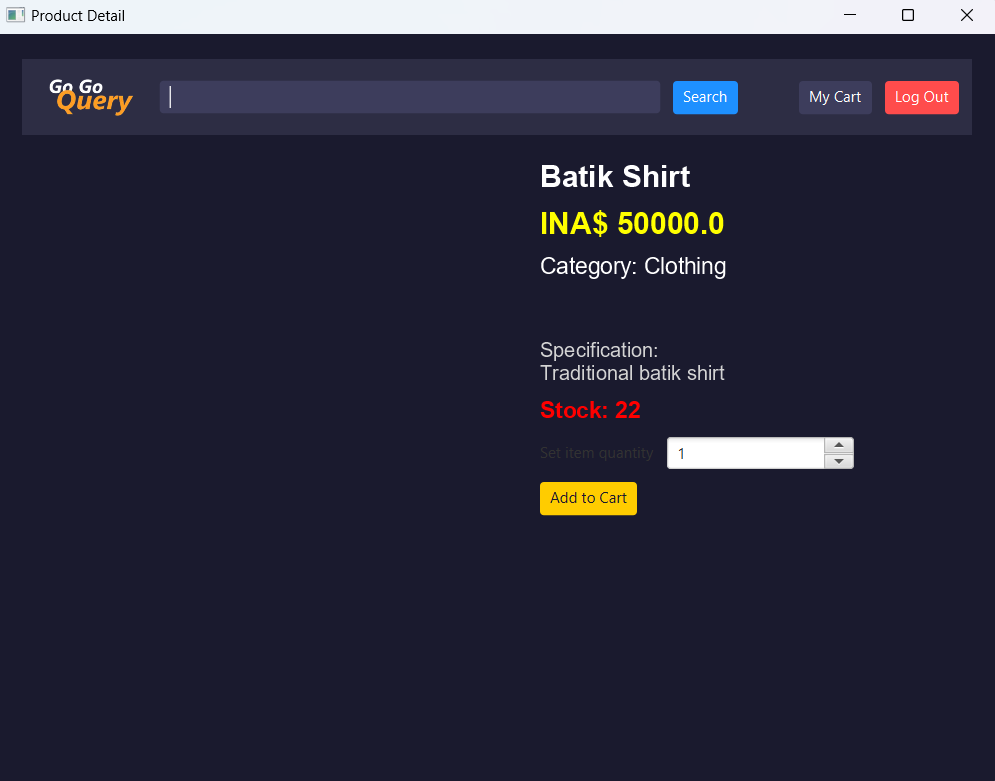 Product Detail
Go Go
Query
Search
My Cart
Log Out
Batik Shirt
INA$ 50000.0
Category: Clothing
Specification:
Traditional batik shirt
Stock: 22
Set item quantity
1
Add to Cart